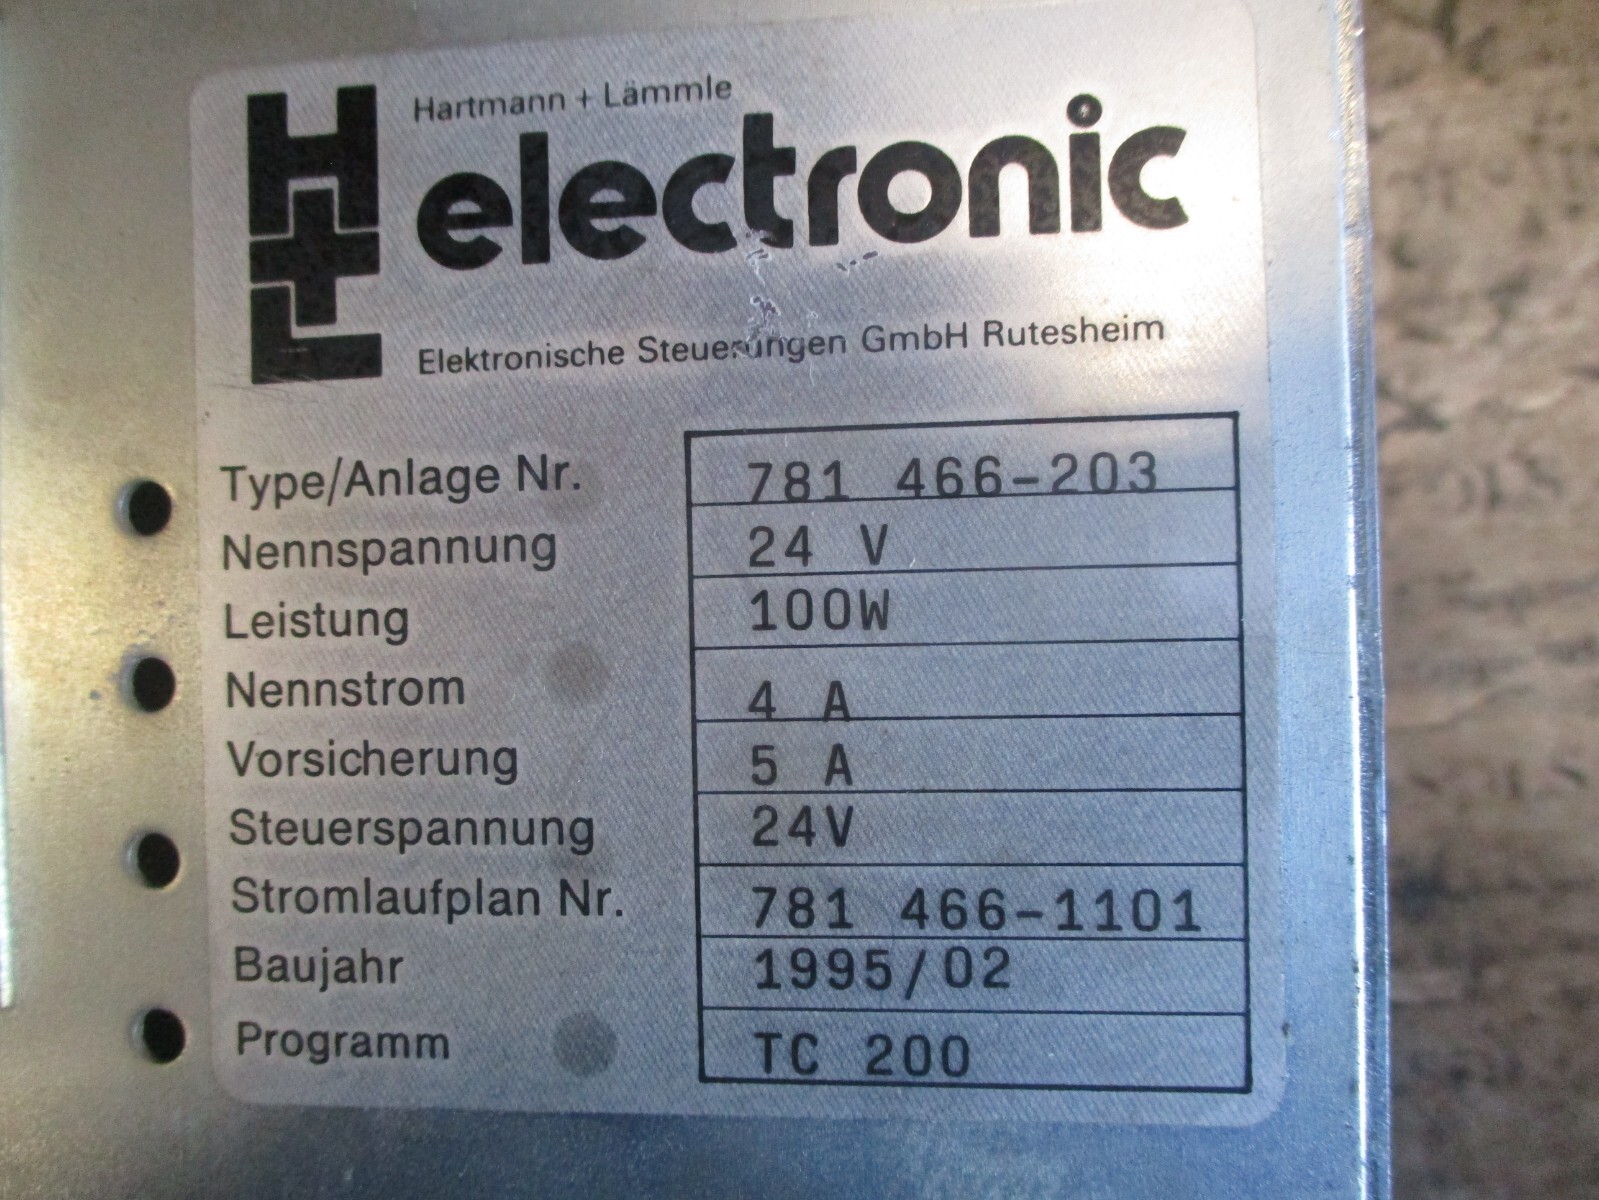 H+L
Hartmann + Lämmle
electronic
Elektronische Steuerungen GmbH Rutesheim
Type/Anlage Nr. 781 466-203
Nennspannung 24 V
Leistung 100W
Nennstrom 4 A
Vorsicherung 5 A
Steuerspannung 24V
Stromlaufplan Nr. 781 466-1101
Baujahr 1995/02
Programm TC 200